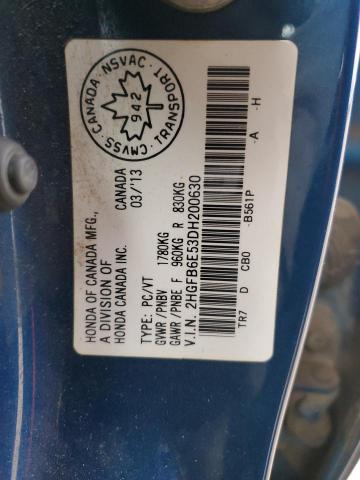 HONDA OF CANADA MFG.,
A DIVISION OF
HONDA CANADA INC.
CANADA
03/'13
TYPE: PC/VT
GVWR/PNBV 1780KG
GAWR/PNBE F 960KG R 830KG
V.I.N. 2HGFB6E53DH200630
TR7 D CB0 -B561P -A -H
CMVSS CANADA NSVAC
942
TRANSPORT